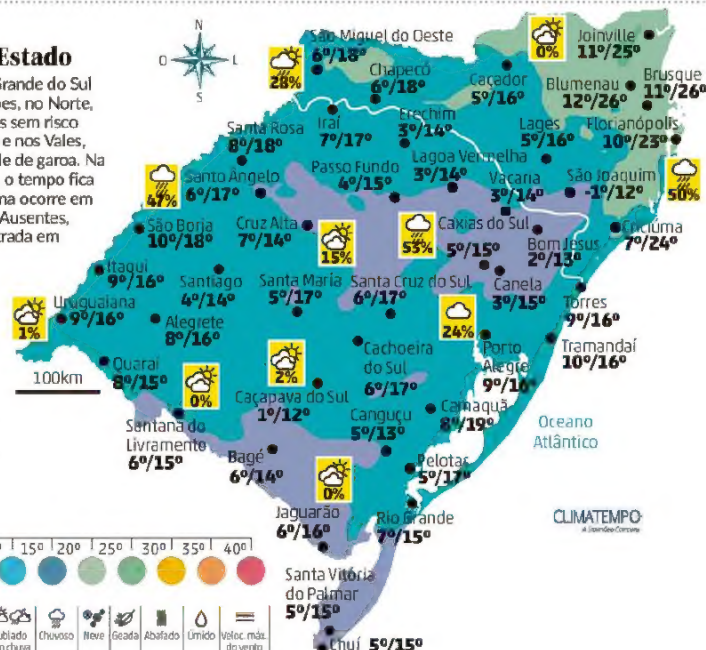 Estado
Grande do Sul
es, no Norte,
s sem risco
e nos Vales,
le de garoa. Na
o tempo fica
na ocorre em
Ausentes,
trada em
N
O
L
S
São Miguel do Oeste
6º/18º
28%
Chapecó
6º/18º
Caçador
5º/16º
0%
Joinville
11º/25º
Blumenau
12º/26º
Brusque
11º/26º
Florianópolis
10º/23º
50%
Lages
5º/16º
São Joaquim
-1º/12º
Criciúma
7º/24º
Iraí
7º/17º
Erechim
3º/14º
Santa Rosa
8º/18º
Passo Fundo
4º/15º
Lagoa Vermelha
3º/14º
Vacaria
3º/14º
47%
Santo Ângelo
6º/17º
São Borja
10º/18º
Cruz Alta
7º/14º
15%
53%
Caxias do Sul
5º/15º
Bom Jesus
2º/13º
Canela
3º/15º
Itaqui
9º/16º
Santiago
4º/14º
Santa Maria
5º/17º
Santa Cruz do Sul
6º/17º
Torres
9º/16º
Uruguaiana
9º/16º
1%
Alegrete
8º/16º
24%
Porto
Alegre
9º/16º
Tramandaí
10º/16º
Quaraí
8º/15º
100km
0%
2%
Cachoeira
do Sul
6º/17º
Caçapava do Sul
1º/12º
Camaquã
8º/19º
Canguçu
5º/13º
Santana do
Livramento
6º/15º
Bagé
6º/14º
0%
Pelotas
5º/17º
Oceano
Atlântico
CLIMATEMPO
Jaguarão
6º/16º
Rio Grande
7º/15º
Santa Vitória
do Palmar
5º/15º
Chuí 5º/15º
15º 20º 25º 30º 35º 40º
Chuvoso
Neve
Geada
Abafado
Úmido
Veloc. máx.
do vento